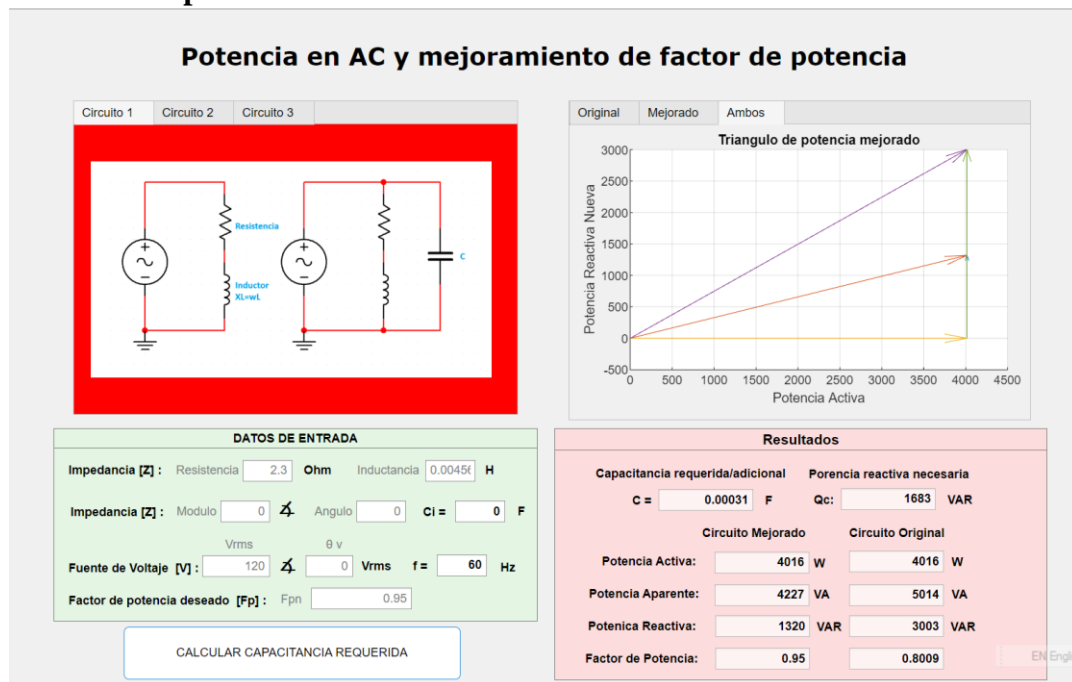 Potencia en AC y mejoramiento de factor de potencia
Circuito 1 Circuito 2 Circuito 3
Resistencia
Inductor
XL=wL
C
Original Mejorado Ambos
Triangulo de potencia mejorado
Potencia Reactiva Nueva
3000
2500
2000
1500
1000
500
0
-500
0 500 1000 1500 2000 2500 3000 3500 4000 4500
Potencia Activa
DATOS DE ENTRADA
Impedancia [Z] : Resistencia 2.3 Ohm Inductancia 0.00456 H
Impedancia [Z] : Modulo 0 ∡ Angulo 0 Ci = 0 F
Vrms θ v
Fuente de Voltaje [V] : 120 ∡ 0 Vrms f = 60 Hz
Factor de potencia deseado [Fp] : Fpn 0.95
CALCULAR CAPACITANCIA REQUERIDA
Resultados
Capacitancia requerida/adicional Porencia reactiva necesaria
C = 0.00031 F Qc: 1683 VAR
Circuito Mejorado Circuito Original
Potencia Activa: 4016 W 4016 W
Potencia Aparente: 4227 VA 5014 VA
Potenica Reactiva: 1320 VAR 3003 VAR
Factor de Potencia: 0.95 0.8009